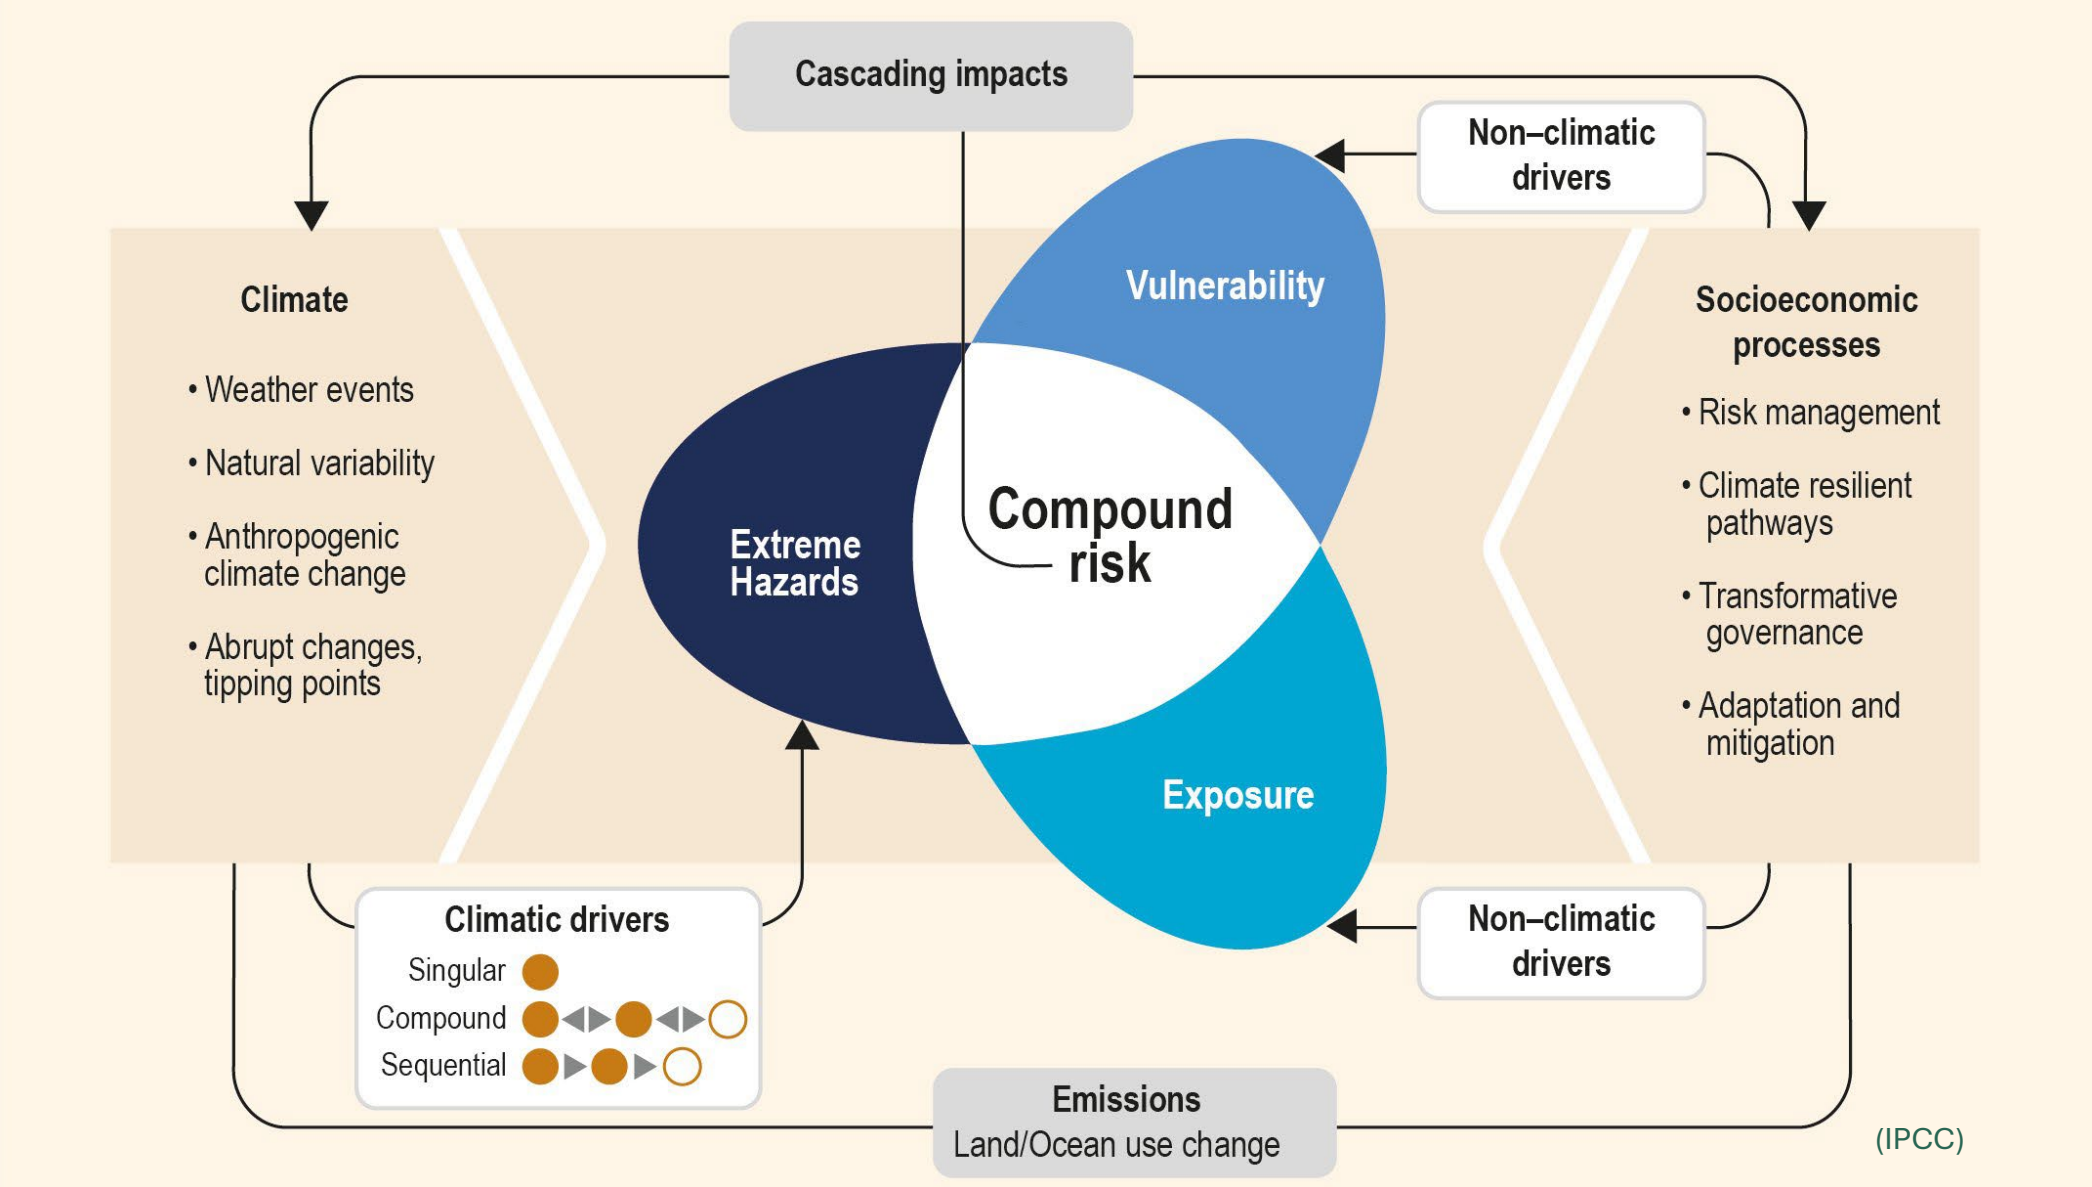 Cascading impacts
Non–climatic
drivers
Climate
• Weather events
• Natural variability
• Anthropogenic
climate change
• Abrupt changes,
tipping points
Vulnerability
Extreme
Hazards
Compound
risk
Exposure
Socioeconomic
processes
• Risk management
• Climate resilient
pathways
• Transformative
governance
• Adaptation and
mitigation
Climatic drivers
Singular
Compound
Sequential
Non–climatic
drivers
Emissions
Land/Ocean use change
(IPCC)